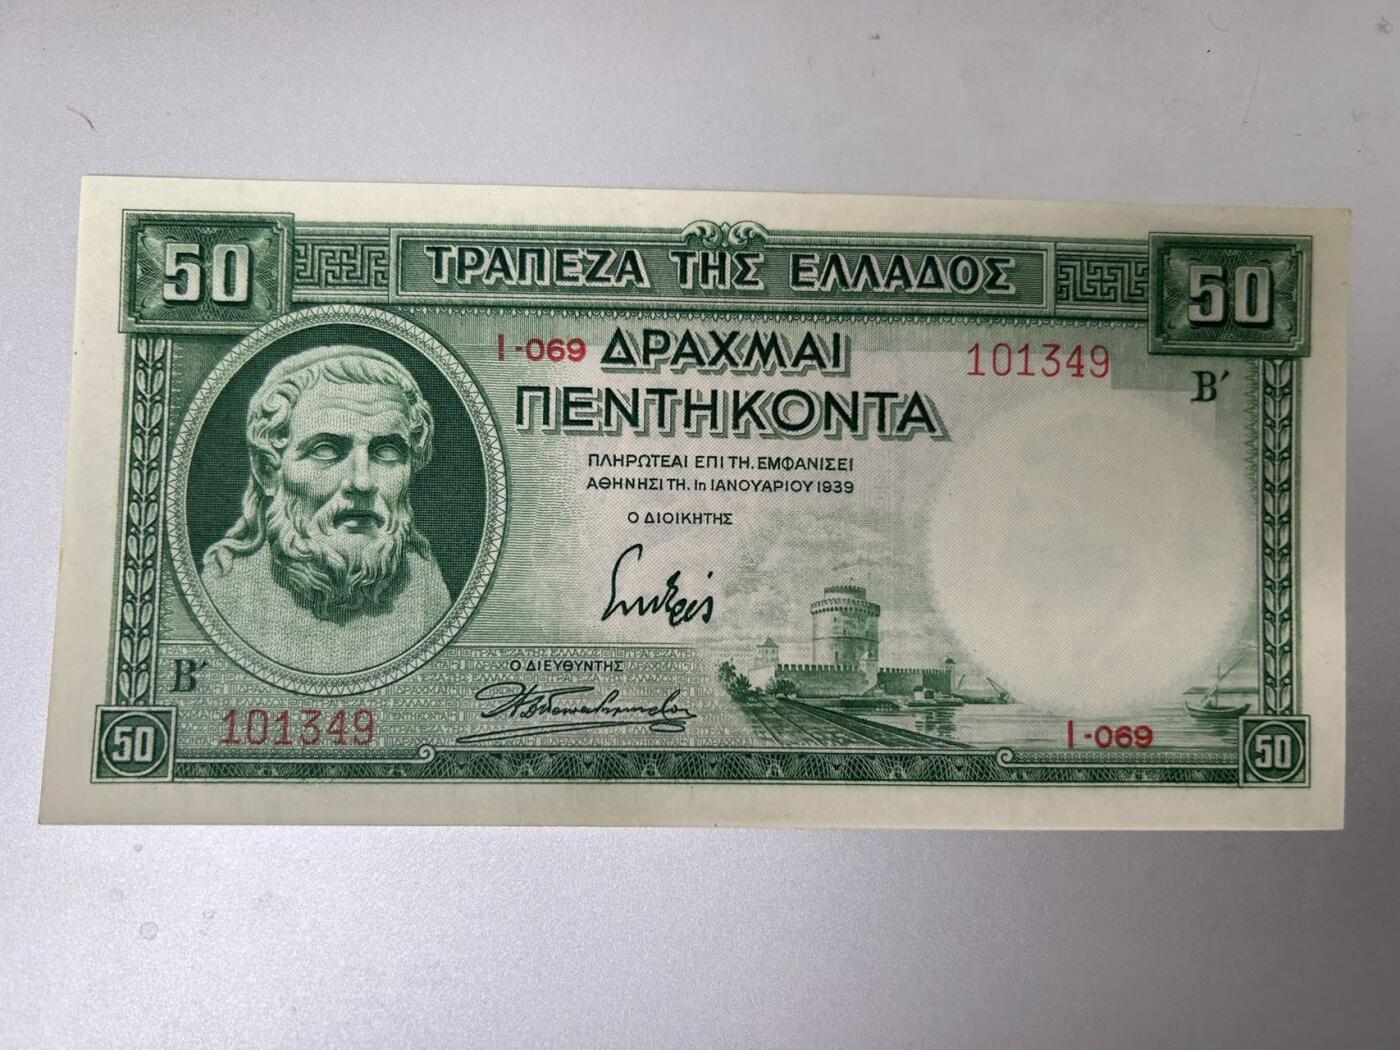 50 ΤΡΑΠΕΖΑ ΤΗΣ ΕΛΛΑΔΟΣ 50
I-069 ΔΡΑΧΜΑΙ 101349
Β΄
ΠΕΝΤΗΚΟΝΤΑ
ΠΛΗΡΩΤΕΑΙ ΕΠΙ ΤΗ. ΕΜΦΑΝΙΣΕΙ
ΑΘΗΝΗΣΙ ΤΗ. 1η ΙΑΝΟΥΑΡΙΟΥ 1939
Ο ΔΙΟΙΚΗΤΗΣ
Ο ΔΙΕΥΘΥΝΤΗΣ
Β΄
101349 I-069
50 50